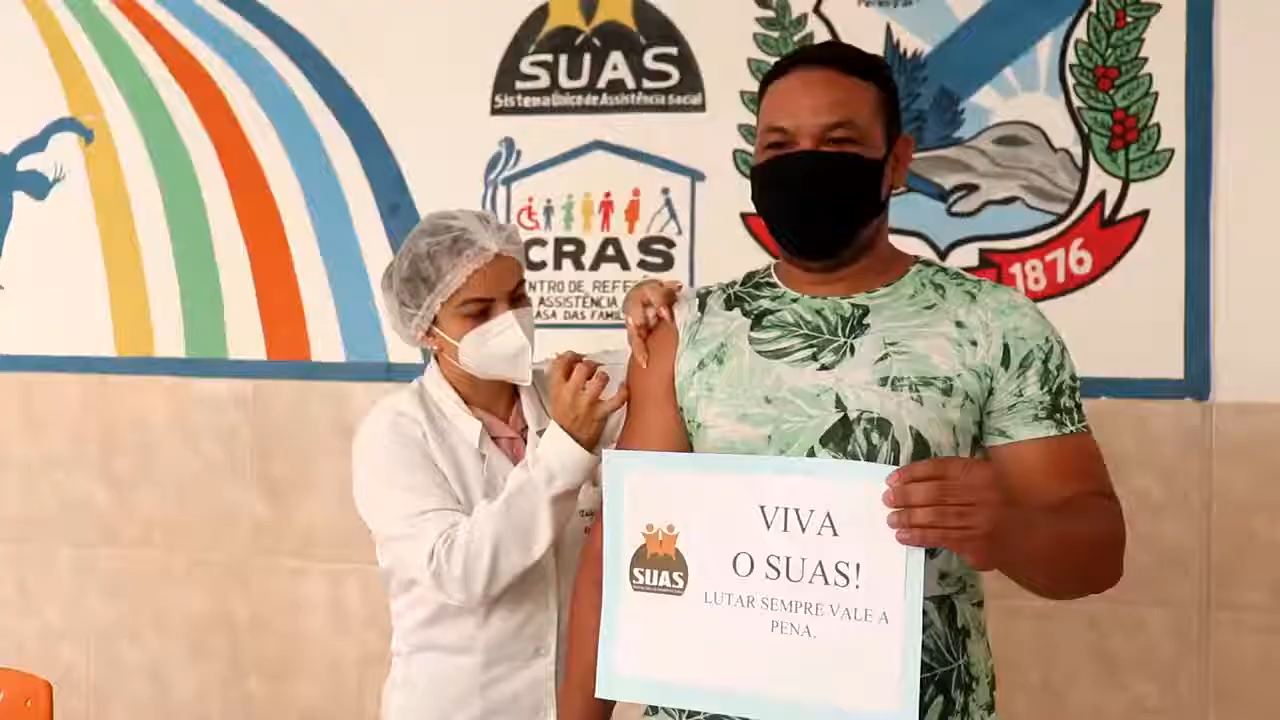 SUAS
Sistema Único de Assistência Social
CRAS
NTRO DE REFE
ASSISTÊNCIA
ASA DAS FAMIL
1876
VIVA
O SUAS!
LUTAR SEMPRE VALE A
PENA.
SUAS